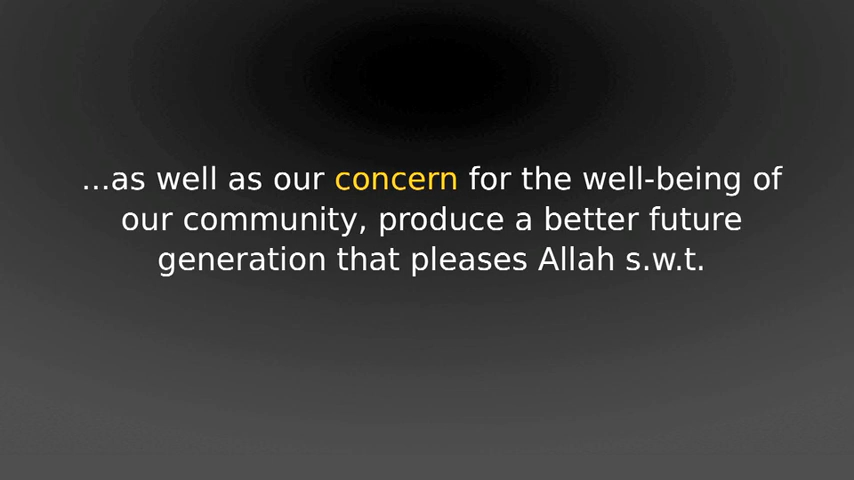 ...as well as our concern for the well-being of
our community, produce a better future
generation that pleases Allah s.w.t.